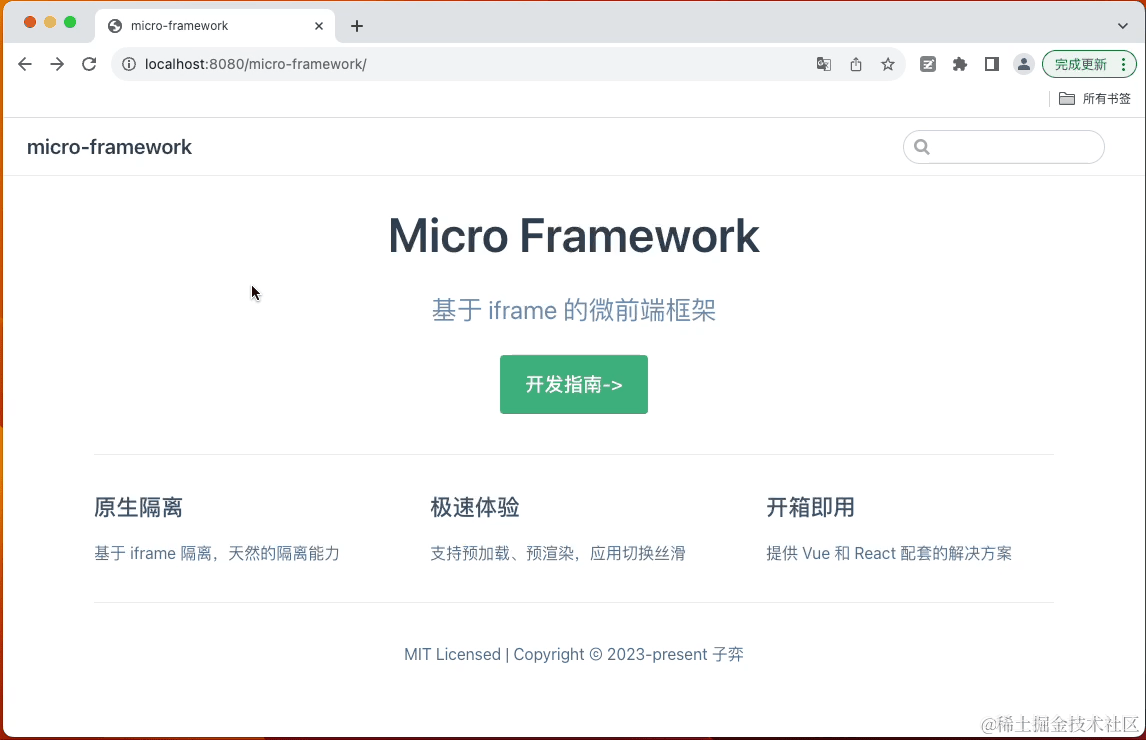 micro-framework
localhost:8080/micro-framework/
完成更新
所有书签
micro-framework
Micro Framework
基于 iframe 的微前端框架
开发指南->
原生隔离
极速体验
开箱即用
基于 iframe 隔离，天然的隔离能力
支持预加载、预渲染，应用切换丝滑
提供 Vue 和 React 配套的解决方案
MIT Licensed | Copyright © 2023-present 子弈
@稀土掘金技术社区